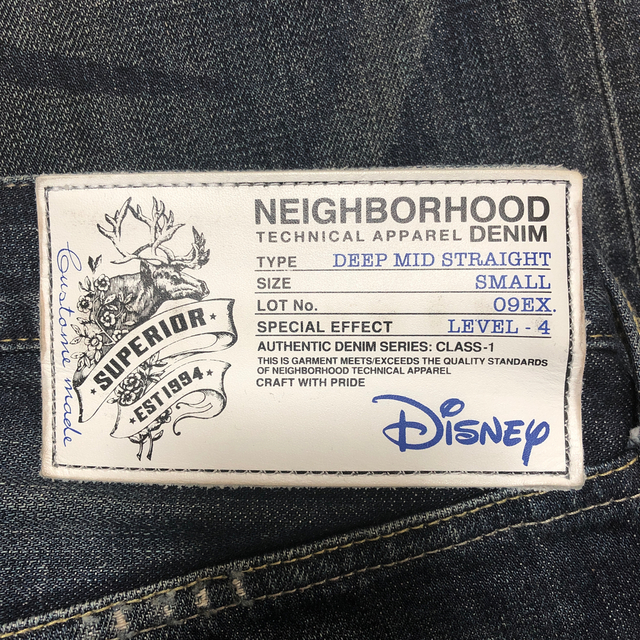 NEIGHBORHOOD
TECHNICAL APPAREL DENIM
TYPE DEEP MID STRAIGHT
SIZE SMALL
LOT No. 09EX.
SPECIAL EFFECT LEVEL - 4
AUTHENTIC DENIM SERIES: CLASS-1
THIS IS GARMENT MEETS/EXCEEDS THE QUALITY STANDARDS
OF NEIGHBORHOOD TECHNICAL APPAREL
CRAFT WITH PRIDE
Disney
Custome made
SUPERIOR
EST 1994